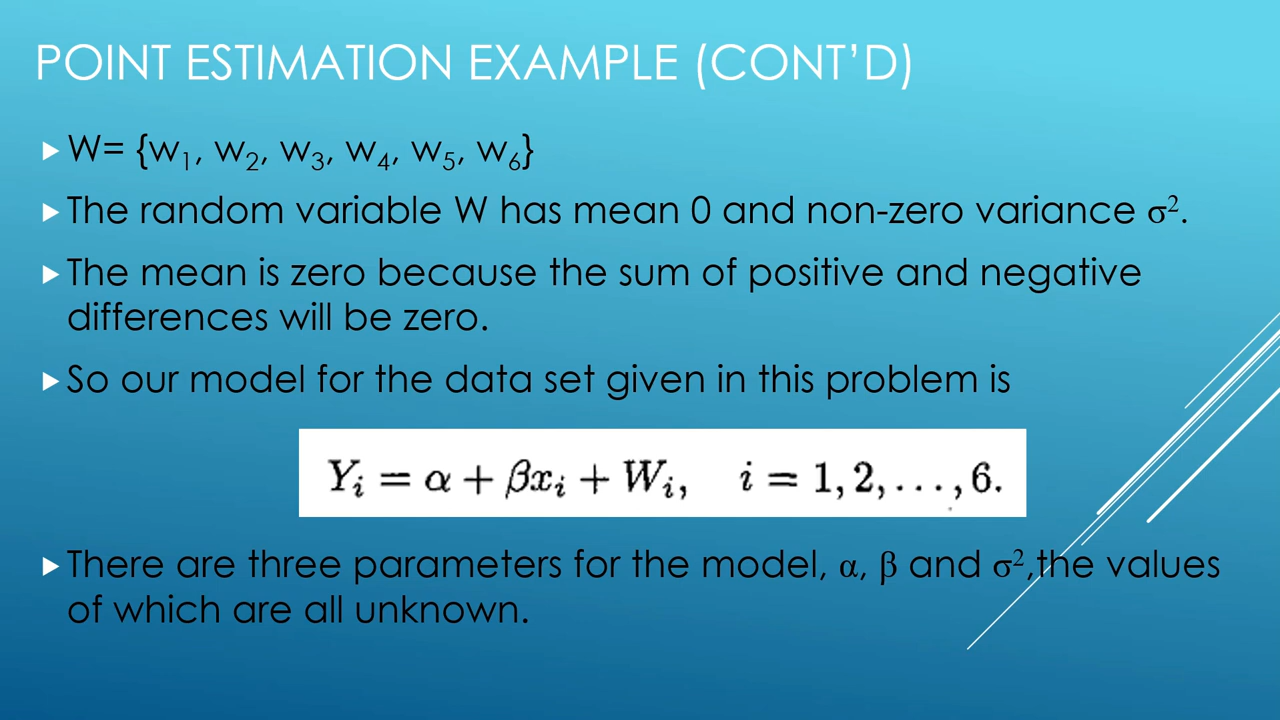 POINT ESTIMATION EXAMPLE (CONT’D)
W= {w₁, w₂, w₃, w₄, w₅, w₆}
The random variable W has mean 0 and non-zero variance σ².
The mean is zero because the sum of positive and negative
differences will be zero.
So our model for the data set given in this problem is
Yᵢ = α + βxᵢ + Wᵢ, i = 1, 2, . . . , 6.
There are three parameters for the model, α, β and σ²,the values
of which are all unknown.